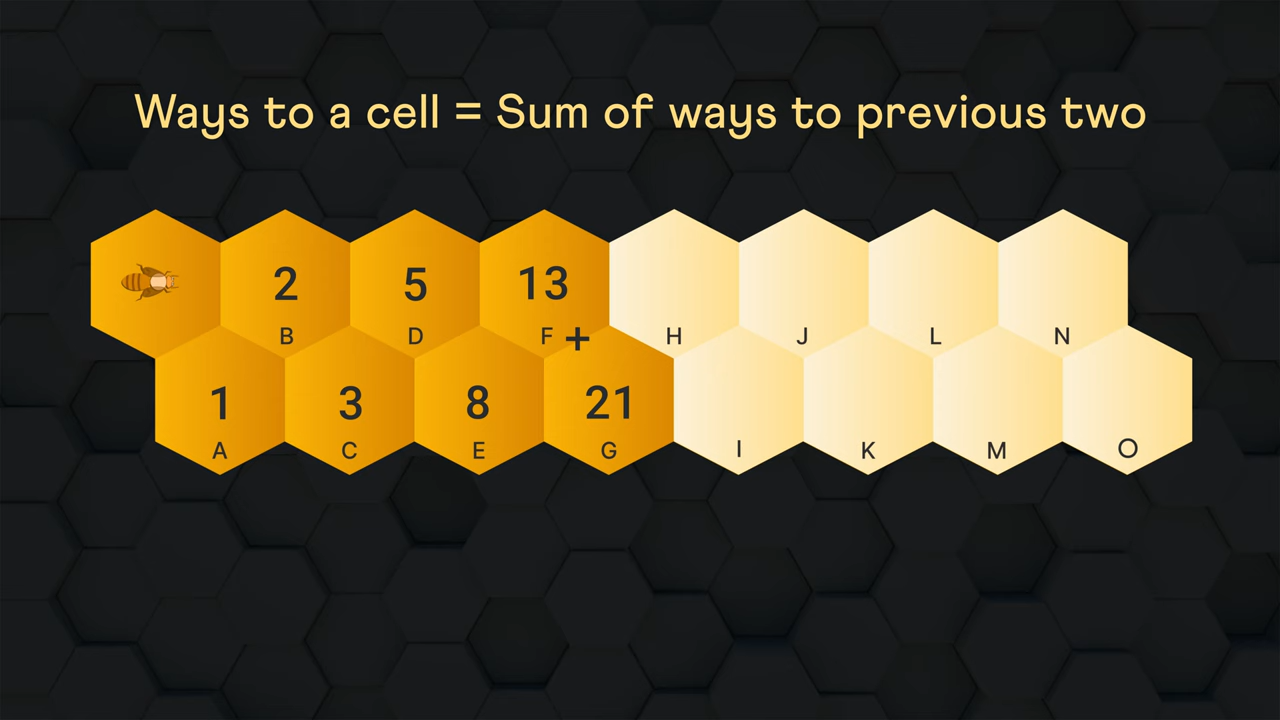 Ways to a cell = Sum of ways to previous two
2 5 13
B D F + H J L N
1 3 8 21
A C E G I K M O